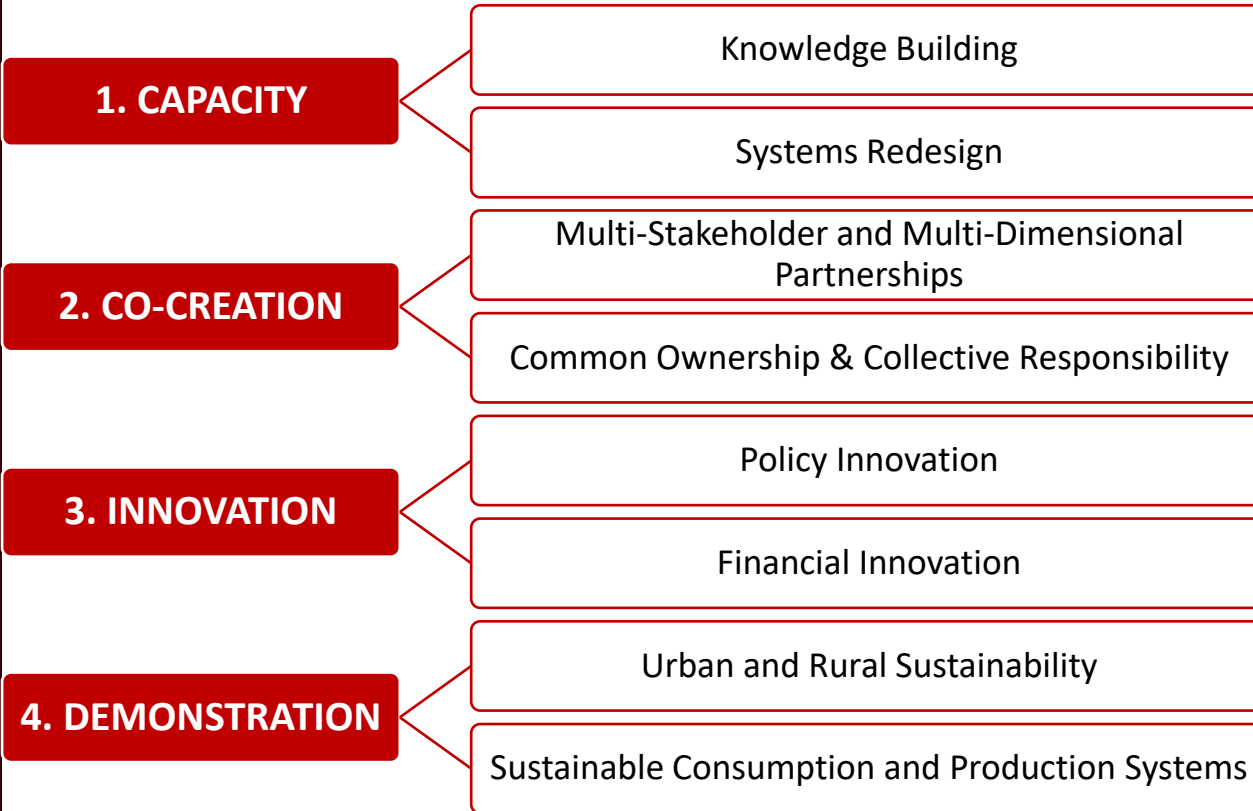 1. CAPACITY
Knowledge Building
Systems Redesign
2. CO-CREATION
Multi-Stakeholder and Multi-Dimensional
Partnerships
Common Ownership & Collective Responsibility
3. INNOVATION
Policy Innovation
Financial Innovation
4. DEMONSTRATION
Urban and Rural Sustainability
Sustainable Consumption and Production Systems